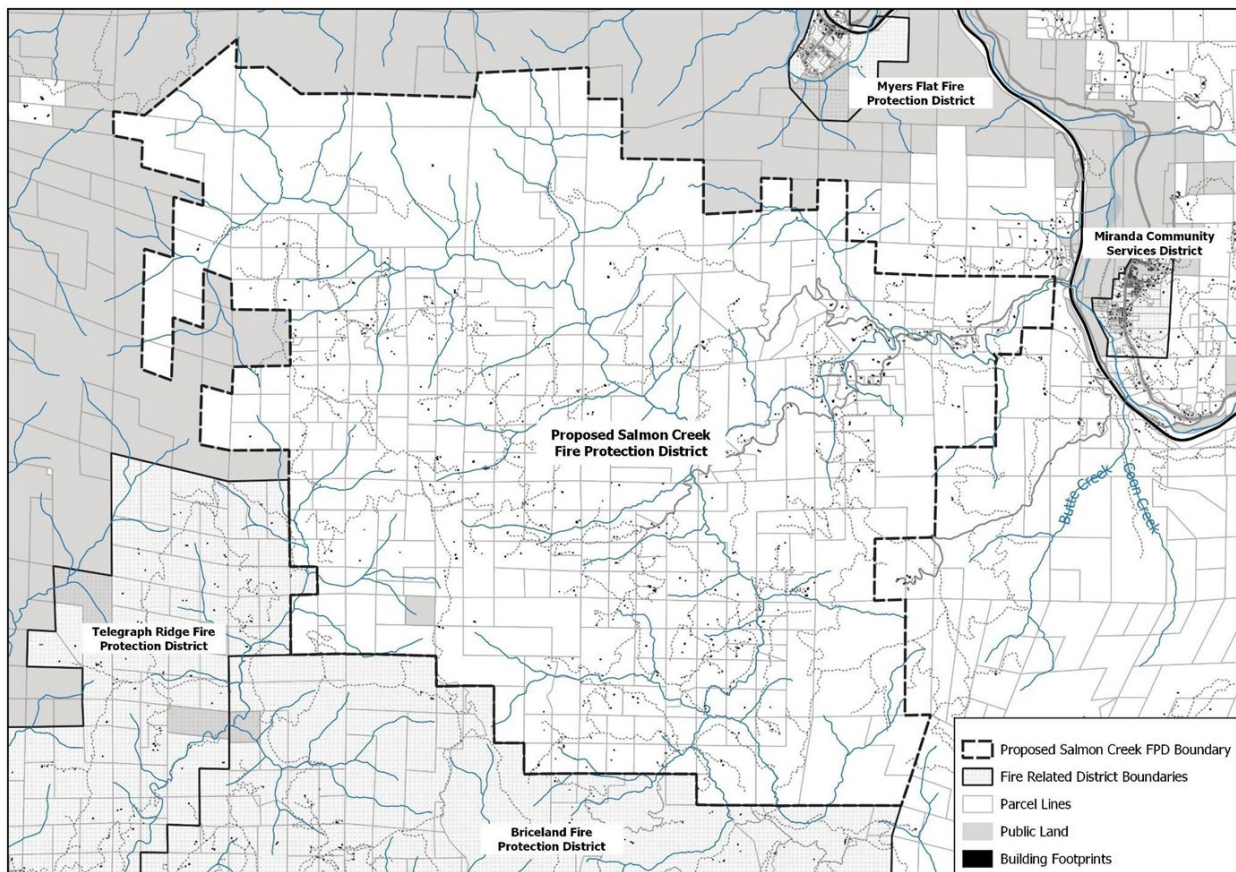 Myers Flat Fire
Protection District
Miranda Community
Services District
Proposed Salmon Creek
Fire Protection District
Butte Creek
Coon Creek
Telegraph Ridge Fire
Protection District
Briceland Fire
Protection District
Proposed Salmon Creek FPD Boundary
Fire Related District Boundaries
Parcel Lines
Public Land
Building Footprints